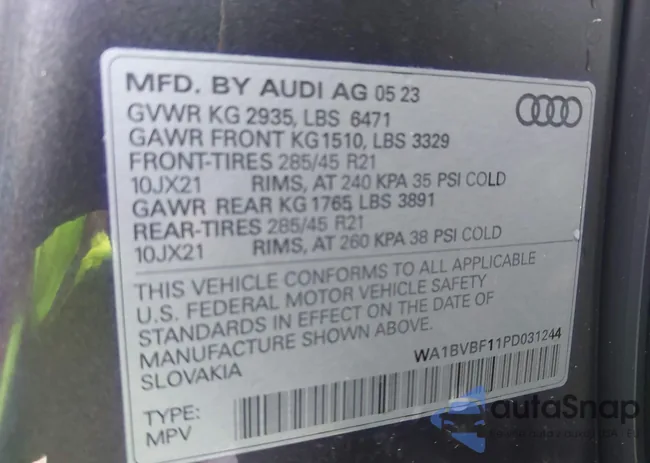 MFD. BY AUDI AG 05 23
GVWR KG 2935, LBS 6471
GAWR FRONT KG1510, LBS 3329
FRONT-TIRES 285/45 R21
10JX21 RIMS, AT 240 KPA 35 PSI COLD
GAWR REAR KG 1765 LBS 3891
REAR-TIRES 285/45 R21
10JX21 RIMS, AT 260 KPA 38 PSI COLD
THIS VEHICLE CONFORMS TO ALL APPLICABLE
U.S. FEDERAL MOTOR VEHICLE SAFETY
STANDARDS IN EFFECT ON THE DATE OF
MANUFACTURE SHOWN ABOVE.
SLOVAKIA
WA1BVBF11PD031244
TYPE:
MPV
autaSnap